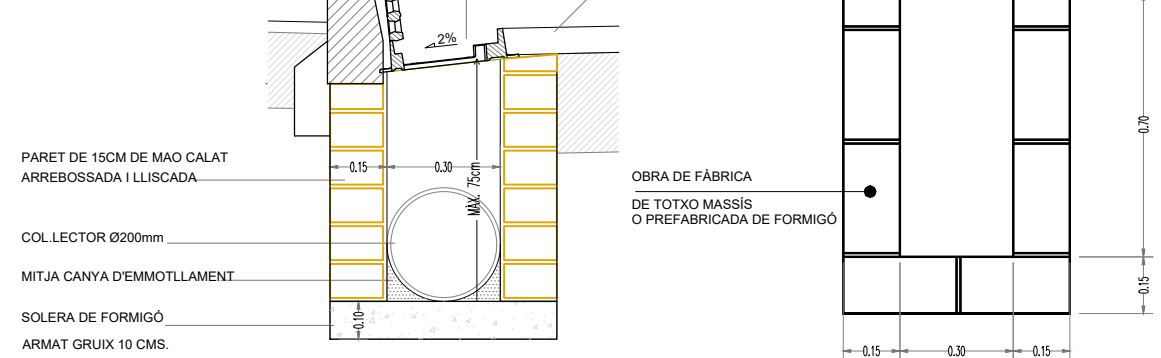 2%
PARET DE 15CM DE MAO CALAT
ARREBOSSADA I LLISCADA
0.15
0.30
MÀX. 75cm
COL.LECTOR Ø200mm
MITJA CANYA D'EMMOTLLAMENT
SOLERA DE FORMIGÓ
ARMAT GRUIX 10 CMS.
0.10
OBRA DE FÀBRICA
DE TOTXO MASSÍS
O PREFABRICADA DE FORMIGÓ
0.70
0.15
0.15
0.30
0.15